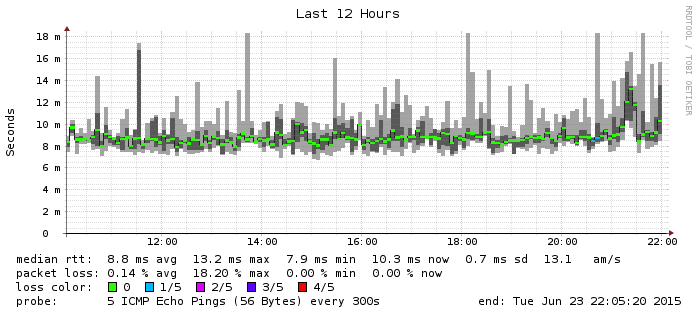 Last 12 Hours
RRDTOOL / TOBI OETIKER
Seconds
18 m
16 m
14 m
12 m
10 m
8 m
6 m
4 m
2 m
0
12:00 14:00 16:00 18:00 20:00 22:00
median rtt: 8.8 ms avg 13.2 ms max 7.9 ms min 10.3 ms now 0.7 ms sd 13.1 am/s
packet loss: 0.14 % avg 18.20 % max 0.00 % min 0.00 % now
loss color: 0 1/5 2/5 3/5 4/5
probe: 5 ICMP Echo Pings (56 Bytes) every 300s end: Tue Jun 23 22:05:20 2015